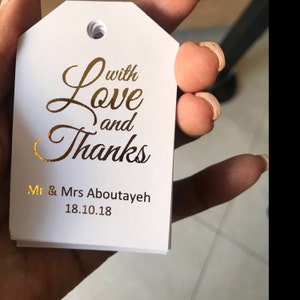 with
Love
and
Thanks
Mr & Mrs Aboutayeh
18.10.18